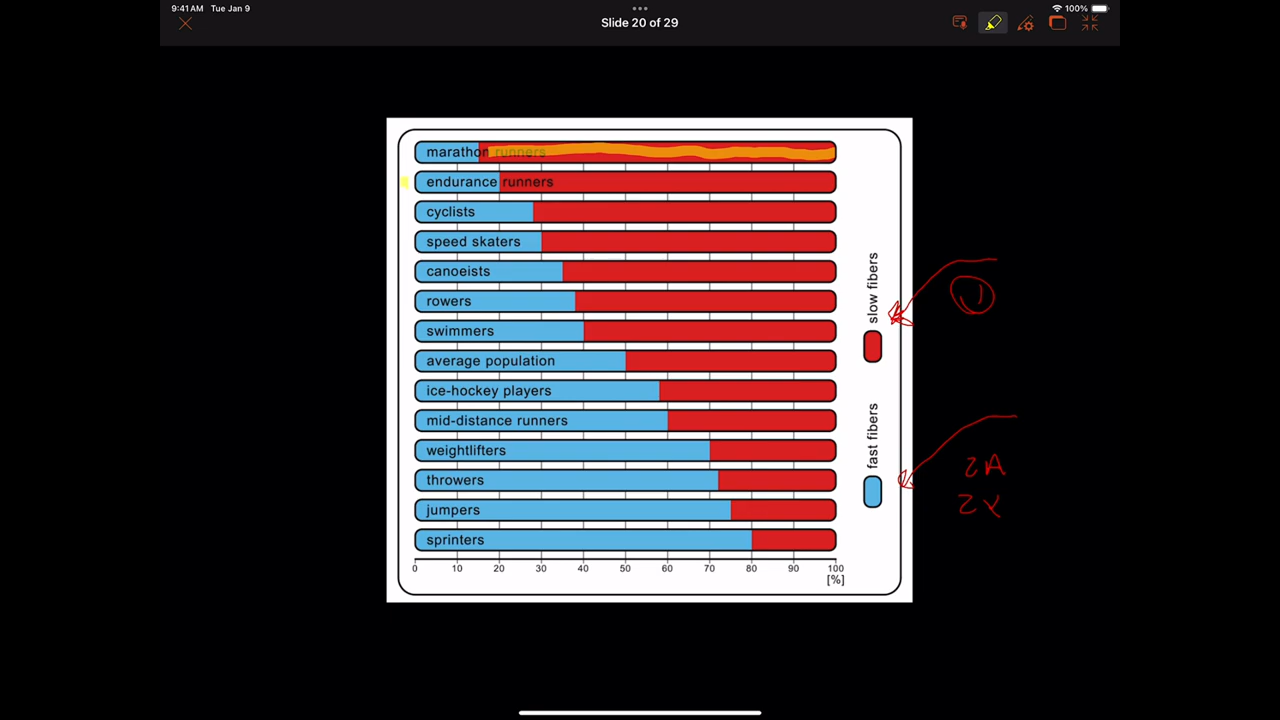 9:41 AM Tue Jan 9
100%
Slide 20 of 29
marathon runners
endurance runners
cyclists
speed skaters
canoeists
rowers
swimmers
average population
ice-hockey players
mid-distance runners
weightlifters
throwers
jumpers
sprinters
0 10 20 30 40 50 60 70 80 90 100
[%]
slow fibers
fast fibers
1
2A
2X